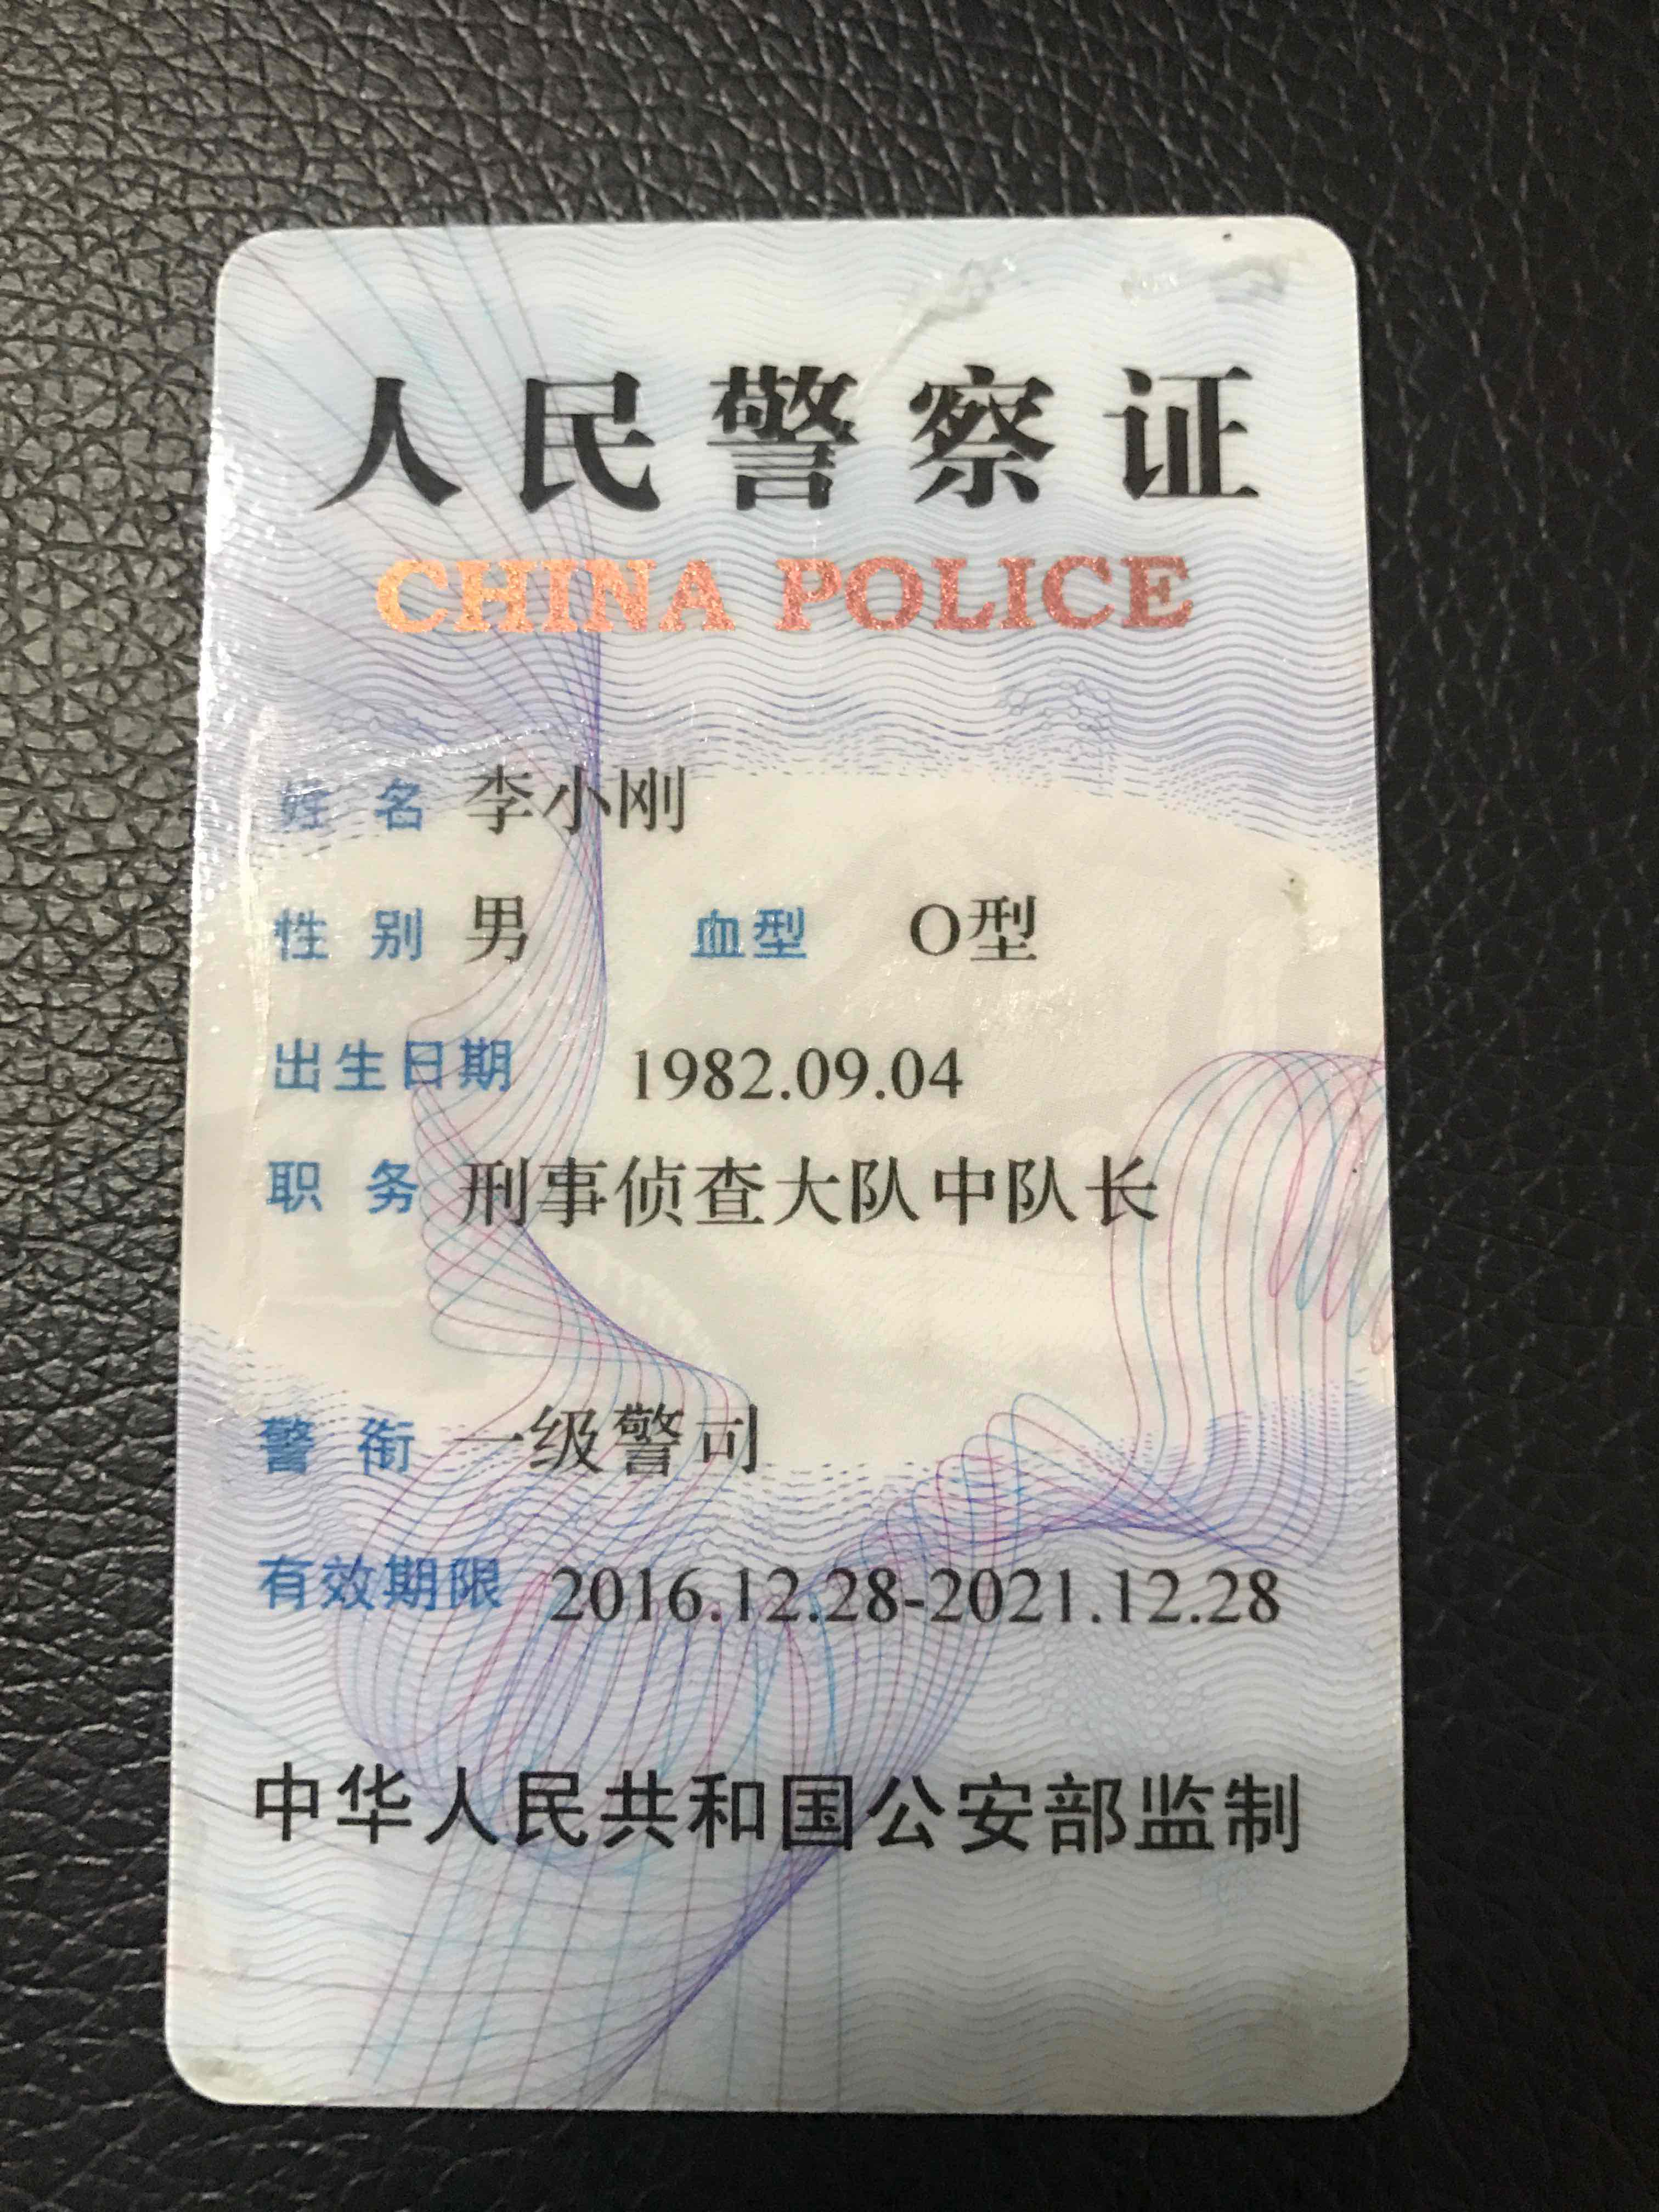 人民警察证
CHINA POLICE
姓名 李小刚
性别 男 血型 O型
出生日期 1982.09.04
职务 刑事侦查大队中队长
警衔 一级警司
有效期限 2016.12.28-2021.12.28
中华人民共和国公安部监制